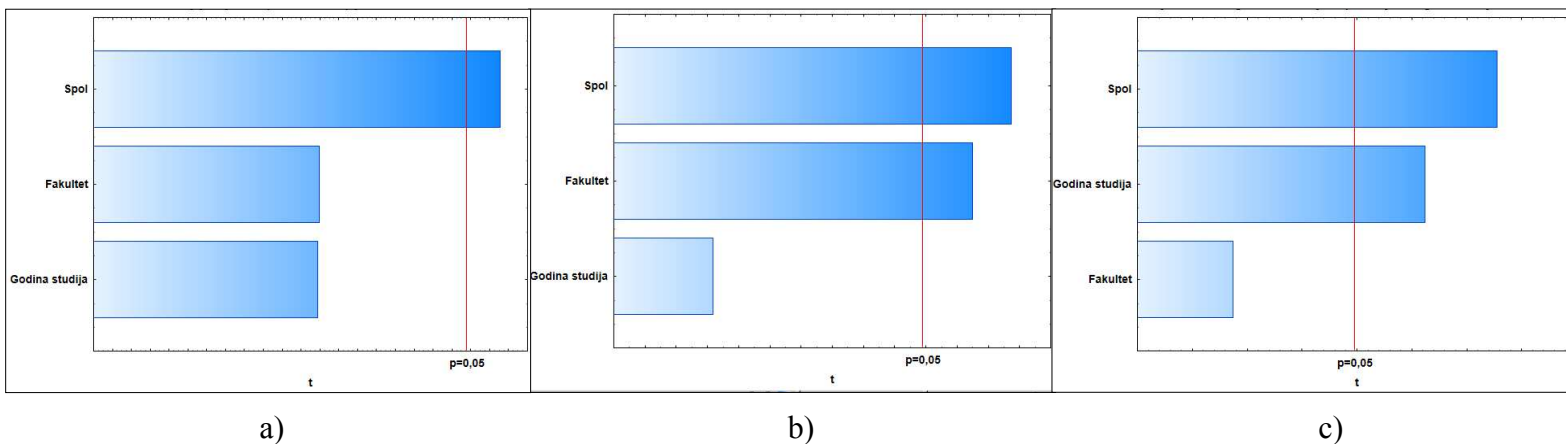 Spol
Fakultet
Godina studija
p=0,05
t
a)
Spol
Fakultet
Godina studija
p=0,05
t
b)
Spol
Godina studija
Fakultet
p=0,05
t
c)